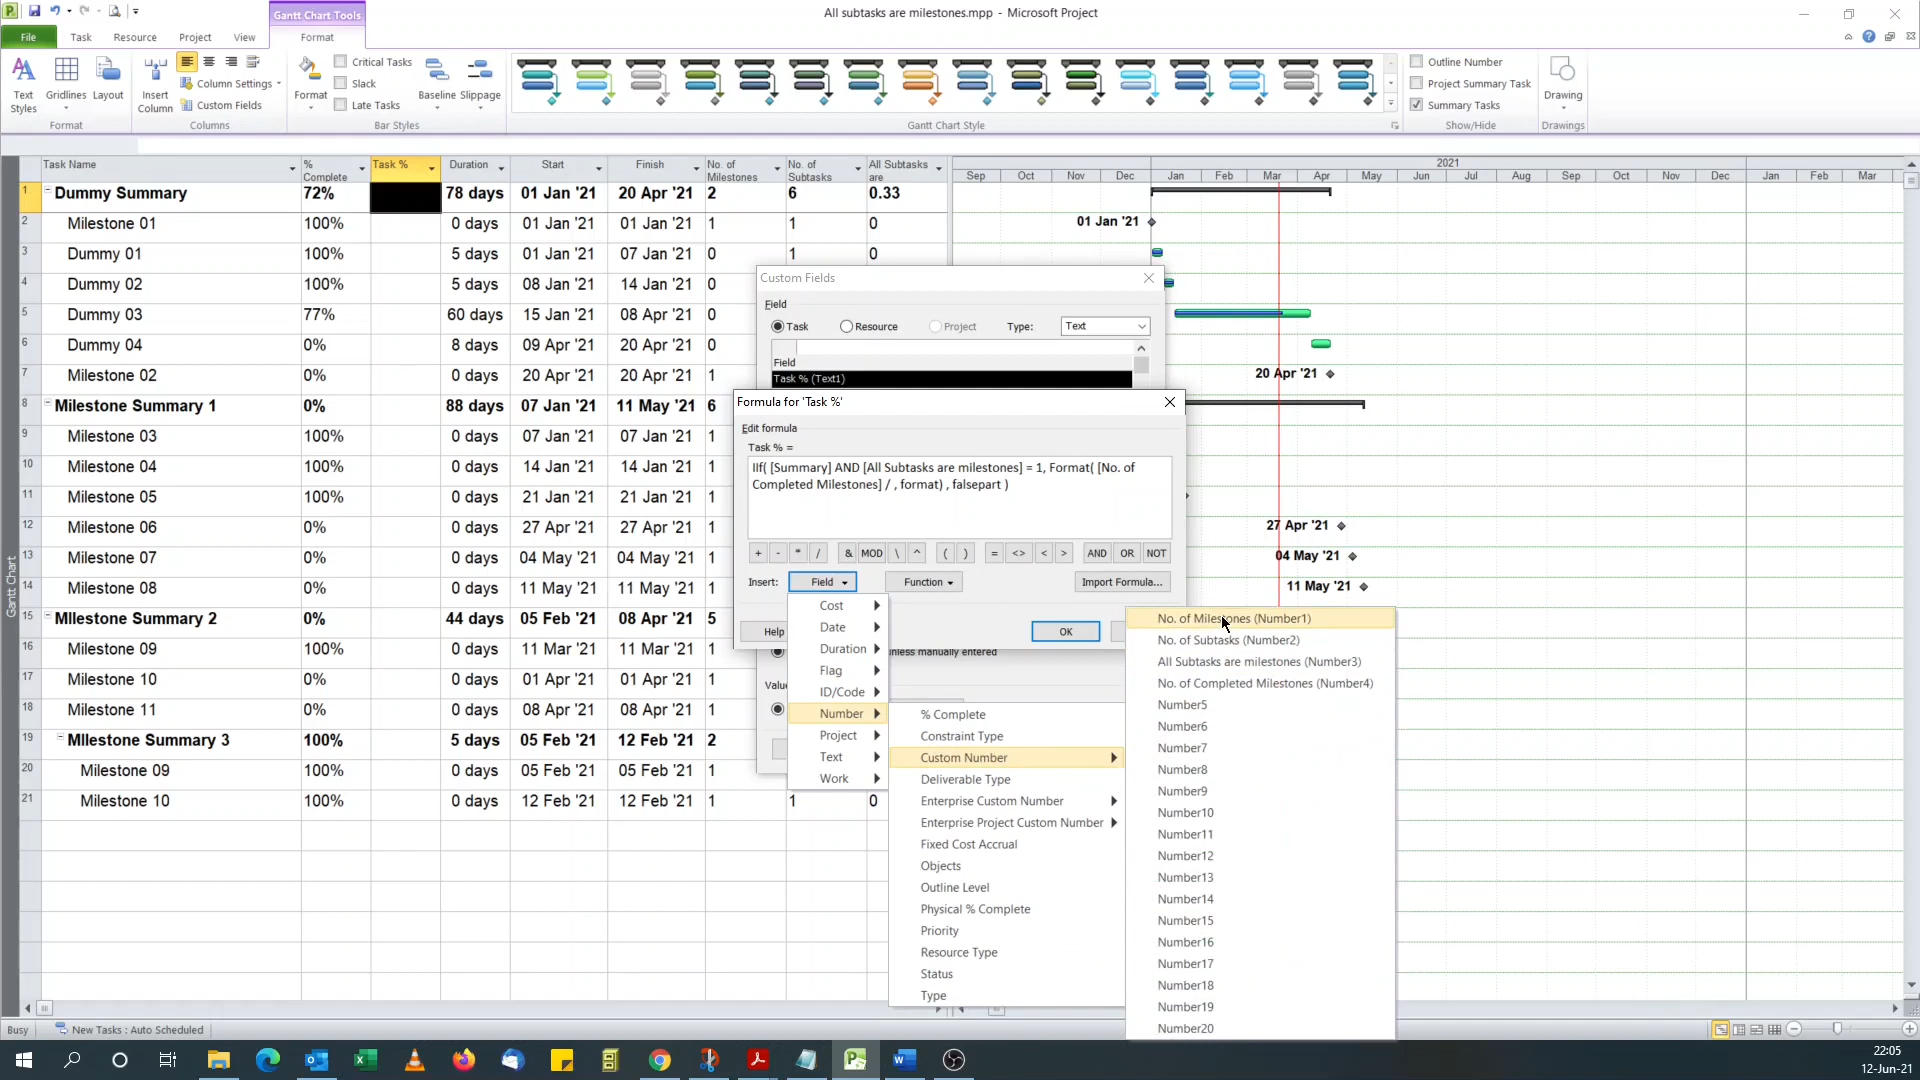 All subtasks are milestones.mpp - Microsoft Project
Gantt Chart Tools
File Task Resource Project View Format
Text Styles
Gridlines
Layout
Format
Insert Column
Column Settings
Custom Fields
Columns
Format
Critical Tasks
Slack
Late Tasks
Baseline
Slippage
Bar Styles
Gantt Chart Style
Outline Number
Project Summary Task
Summary Tasks
Show/Hide
Drawing
Drawings
Task Name % Complete Task % Duration Start Finish No. of Milestones No. of Subtasks All Subtasks are
2021
Sep Oct Nov Dec Jan Feb Mar Apr May Jun Jul Aug Sep Oct Nov Dec Jan Feb Mar
1 Dummy Summary 72% 78 days 01 Jan '21 20 Apr '21 2 6 0.33
2 Milestone 01 100% 0 days 01 Jan '21 01 Jan '21 1 1 0 01 Jan '21
3 Dummy 01 100% 5 days 01 Jan '21 07 Jan '21 0 1 0
4 Dummy 02 100% 5 days 08 Jan '21 14 Jan '21 0
5 Dummy 03 77% 60 days 15 Jan '21 08 Apr '21 0
6 Dummy 04 0% 8 days 09 Apr '21 20 Apr '21 0
7 Milestone 02 0% 0 days 20 Apr '21 20 Apr '21 1 20 Apr '21
8 Milestone Summary 1 0% 88 days 07 Jan '21 11 May '21 6
9 Milestone 03 100% 0 days 07 Jan '21 07 Jan '21 1
10 Milestone 04 100% 0 days 14 Jan '21 14 Jan '21 1
11 Milestone 05 100% 0 days 21 Jan '21 21 Jan '21 1
12 Milestone 06 0% 0 days 27 Apr '21 27 Apr '21 1 27 Apr '21
13 Milestone 07 0% 0 days 04 May '21 04 May '21 1 04 May '21
14 Milestone 08 0% 0 days 11 May '21 11 May '21 1 11 May '21
15 MIlestone Summary 2 0% 44 days 05 Feb '21 08 Apr '21 5
16 Milestone 09 100% 0 days 11 Mar '21 11 Mar '21 1
17 Milestone 10 0% 0 days 01 Apr '21 01 Apr '21 1
18 Milestone 11 0% 0 days 08 Apr '21 08 Apr '21 1
19 MIlestone Summary 3 100% 5 days 05 Feb '21 12 Feb '21 2
20 Milestone 09 100% 0 days 05 Feb '21 05 Feb '21 1
21 Milestone 10 100% 0 days 12 Feb '21 12 Feb '21 1 1 0
Gantt Chart
Custom Fields
Field
Task Resource Project Type: Text
Field
Task % (Text1)
Formula for 'Task %'
Edit formula
Task % =
IIf( [Summary] AND [All Subtasks are milestones] = 1, Format( [No. of
Completed Milestones] / , format) , falsepart )
+ - * / & MOD \ ^ ( ) = <> < > AND OR NOT
Insert: Field Function Import Formula...
Help OK
unless manually entered
Cost
Date
Duration
Flag
ID/Code
Number
Project
Text
Work
% Complete
Constraint Type
Custom Number
Deliverable Type
Enterprise Custom Number
Enterprise Project Custom Number
Fixed Cost Accrual
Objects
Outline Level
Physical % Complete
Priority
Resource Type
Status
Type
No. of Milestones (Number1)
No. of Subtasks (Number2)
All Subtasks are milestones (Number3)
No. of Completed Milestones (Number4)
Number5
Number6
Number7
Number8
Number9
Number10
Number11
Number12
Number13
Number14
Number15
Number16
Number17
Number18
Number19
Number20
Busy New Tasks : Auto Scheduled
22:05
12-Jun-21